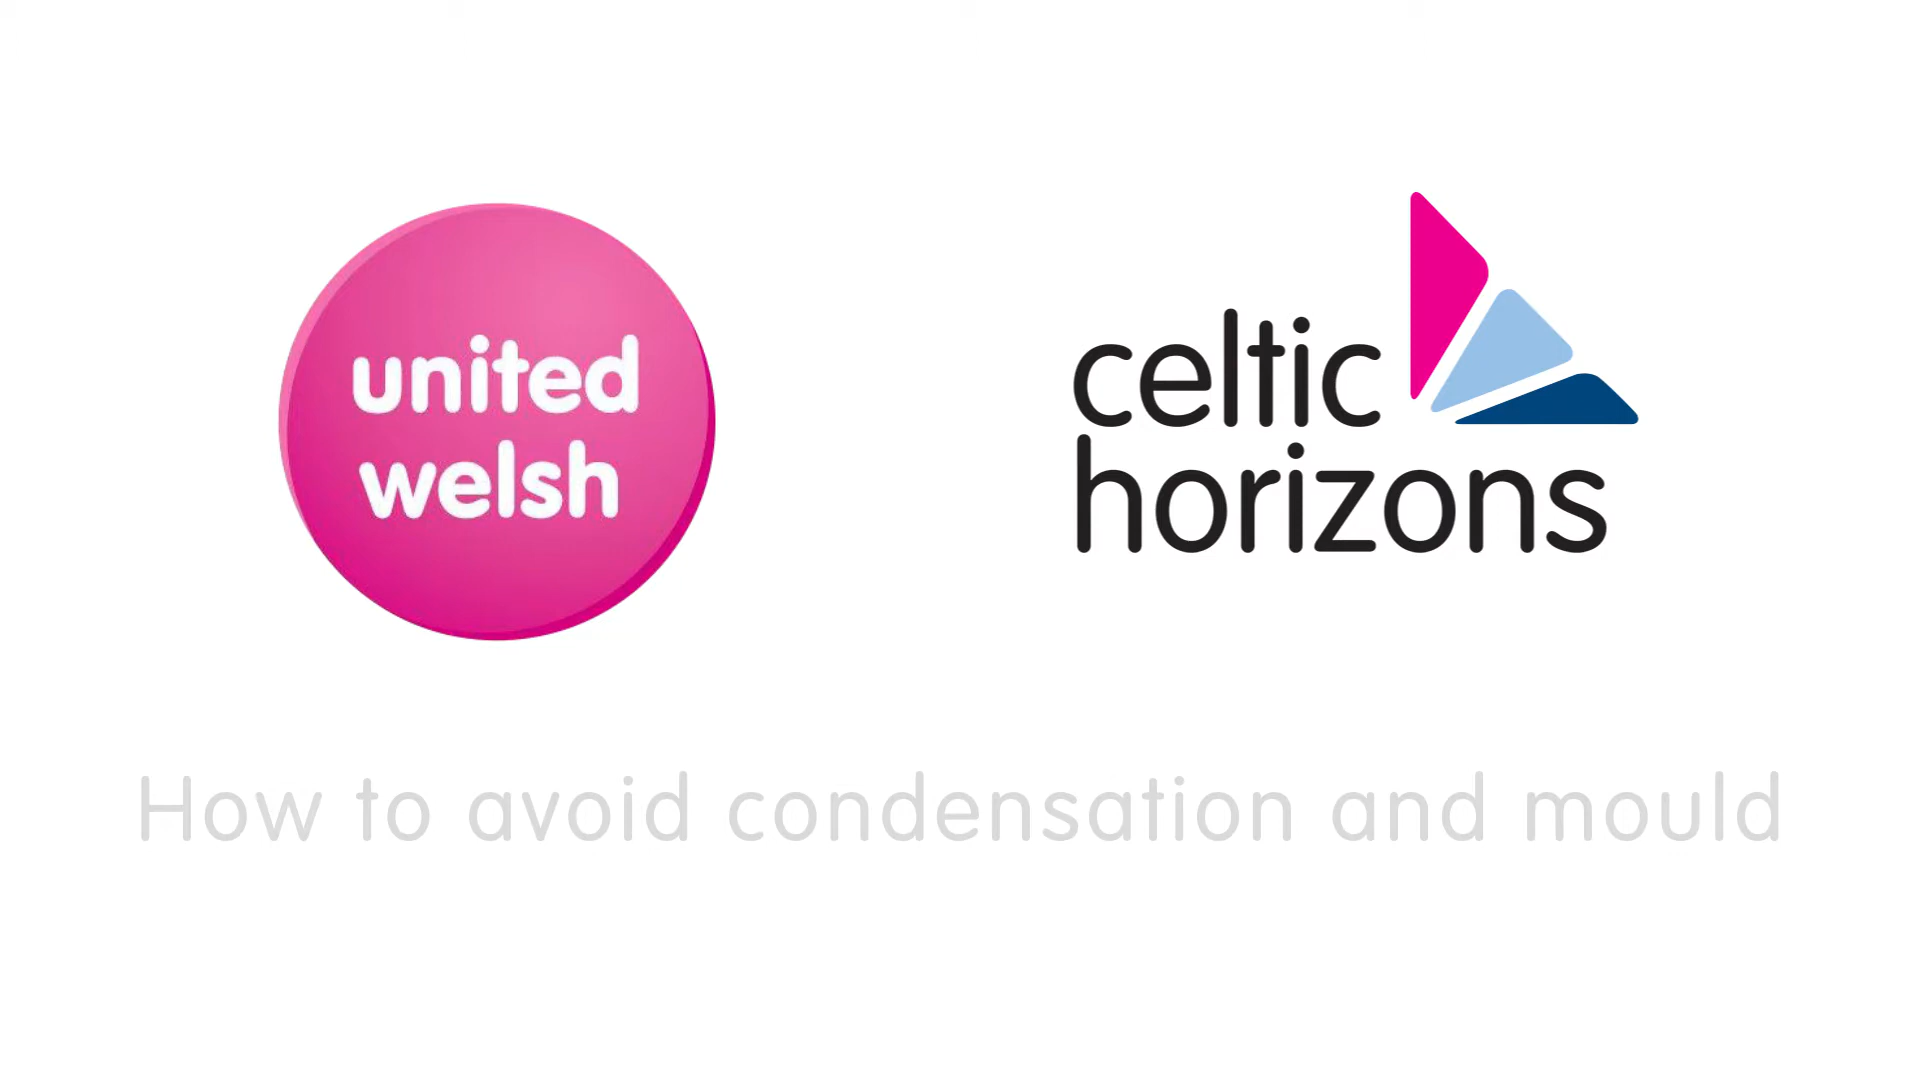 united
welsh
celtic
horizons
How to avoid condensation and mould